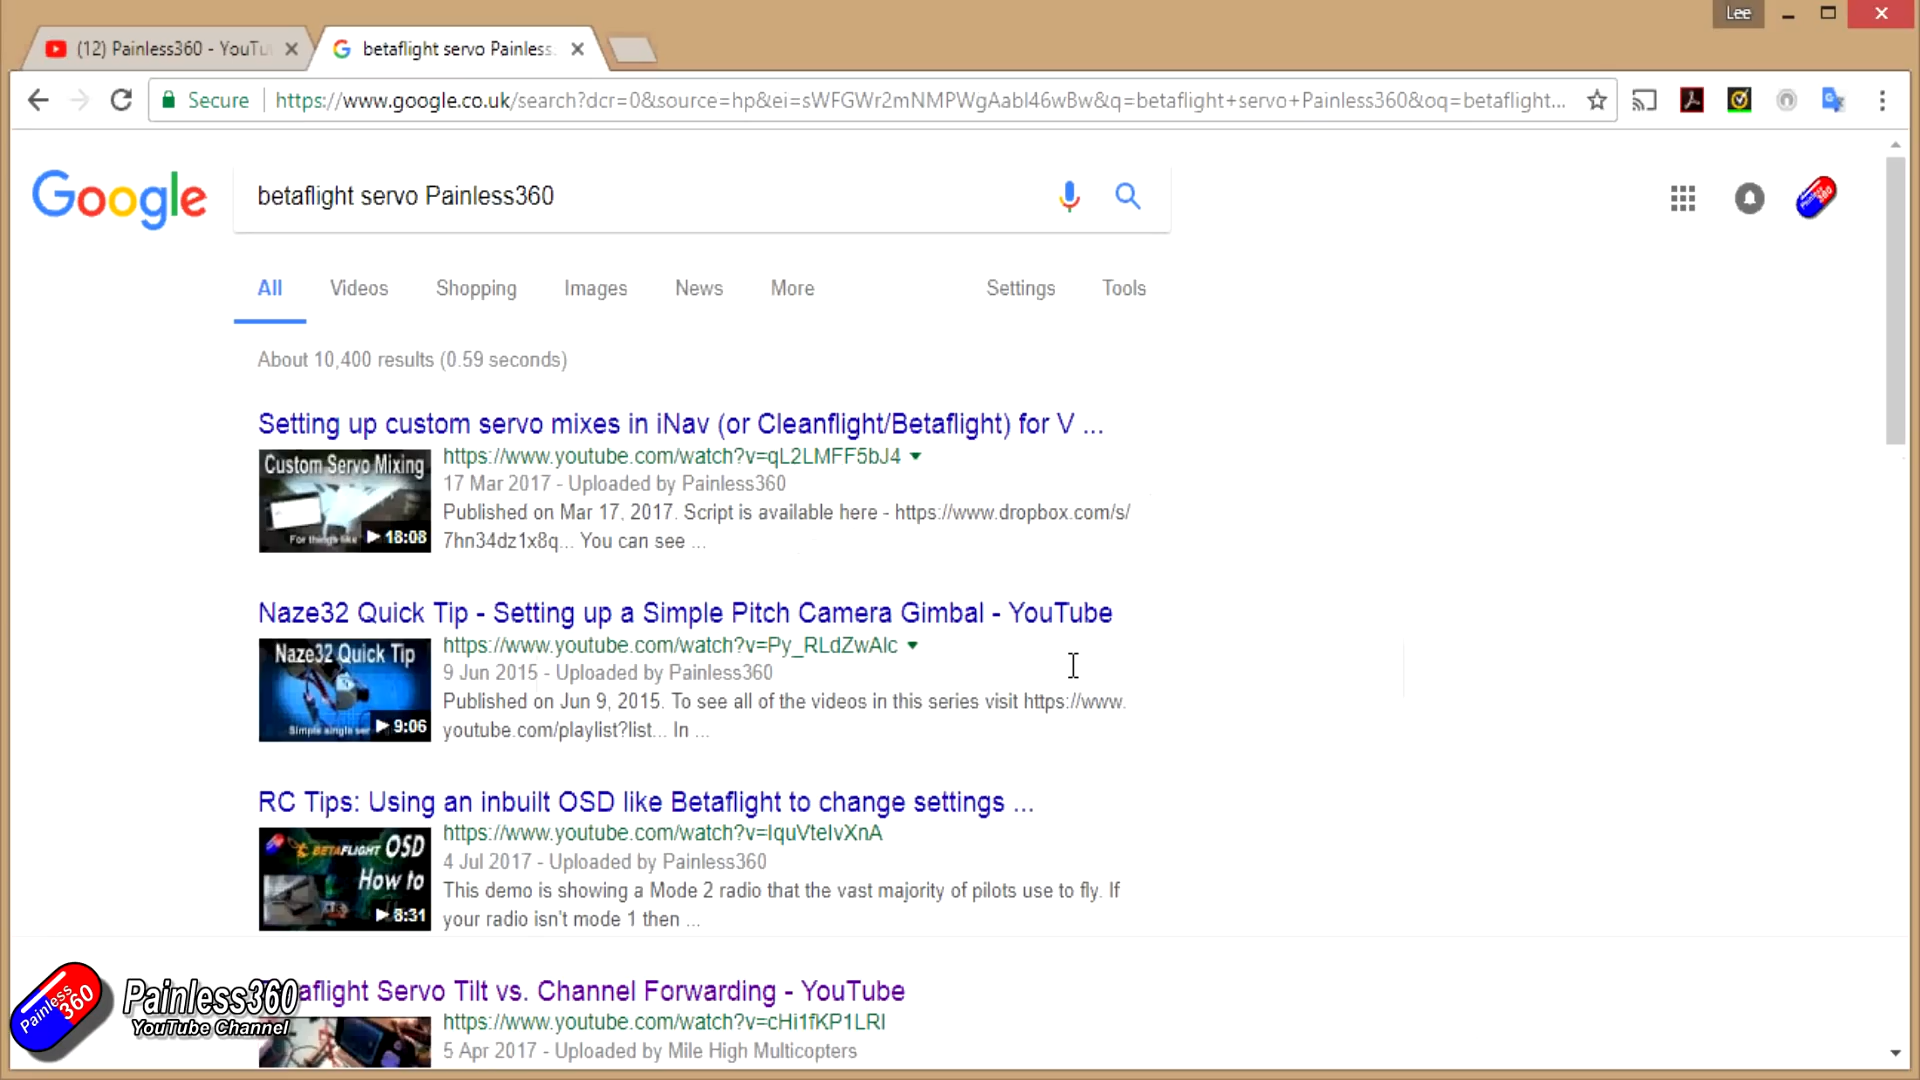 Lee
(12) Painless360 - YouTu
betaflight servo Painless
Secure
https://www.google.co.uk/search?dcr=0&source=hp&ei=sWFGWr2mNMPWgAabl46wBw&q=betaflight+servo+Painless360&oq=betaflight...
Google
betaflight servo Painless360
All
Videos
Shopping
Images
News
More
Settings
Tools
About 10,400 results (0.59 seconds)
Setting up custom servo mixes in iNav (or Cleanflight/Betaflight) for V ...
Custom Servo Mixing
For things like
18:08
https://www.youtube.com/watch?v=qL2LMFF5bJ4
17 Mar 2017 - Uploaded by Painless360
Published on Mar 17, 2017. Script is available here - https://www.dropbox.com/s/
7hn34dz1x8q... You can see ...
Naze32 Quick Tip - Setting up a Simple Pitch Camera Gimbal - YouTube
Naze32 Quick Tip
Simple single ser
9:06
https://www.youtube.com/watch?v=Py_RLdZwAlc
9 Jun 2015 - Uploaded by Painless360
Published on Jun 9, 2015. To see all of the videos in this series visit https://www.
youtube.com/playlist?list... In ...
RC Tips: Using an inbuilt OSD like Betaflight to change settings ...
BETAFLIGHT OSD
How to
8:31
https://www.youtube.com/watch?v=IquVteIvXnA
4 Jul 2017 - Uploaded by Painless360
This demo is showing a Mode 2 radio that the vast majority of pilots use to fly. If
your radio isn't mode 1 then ...
aflight Servo Tilt vs. Channel Forwarding - YouTube
https://www.youtube.com/watch?v=cHi1fKP1LRI
5 Apr 2017 - Uploaded by Mile High Multicopters
Painless
360
Painless360
YouTube Channel